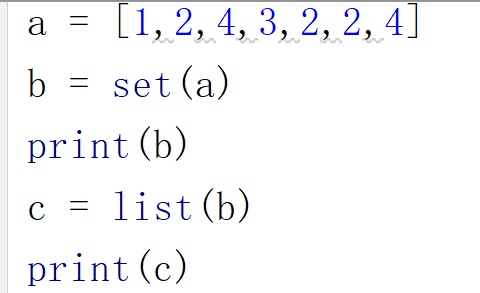 a = [1,2,4,3,2,2,4]
b = set(a)
print(b)
c = list(b)
print(c)